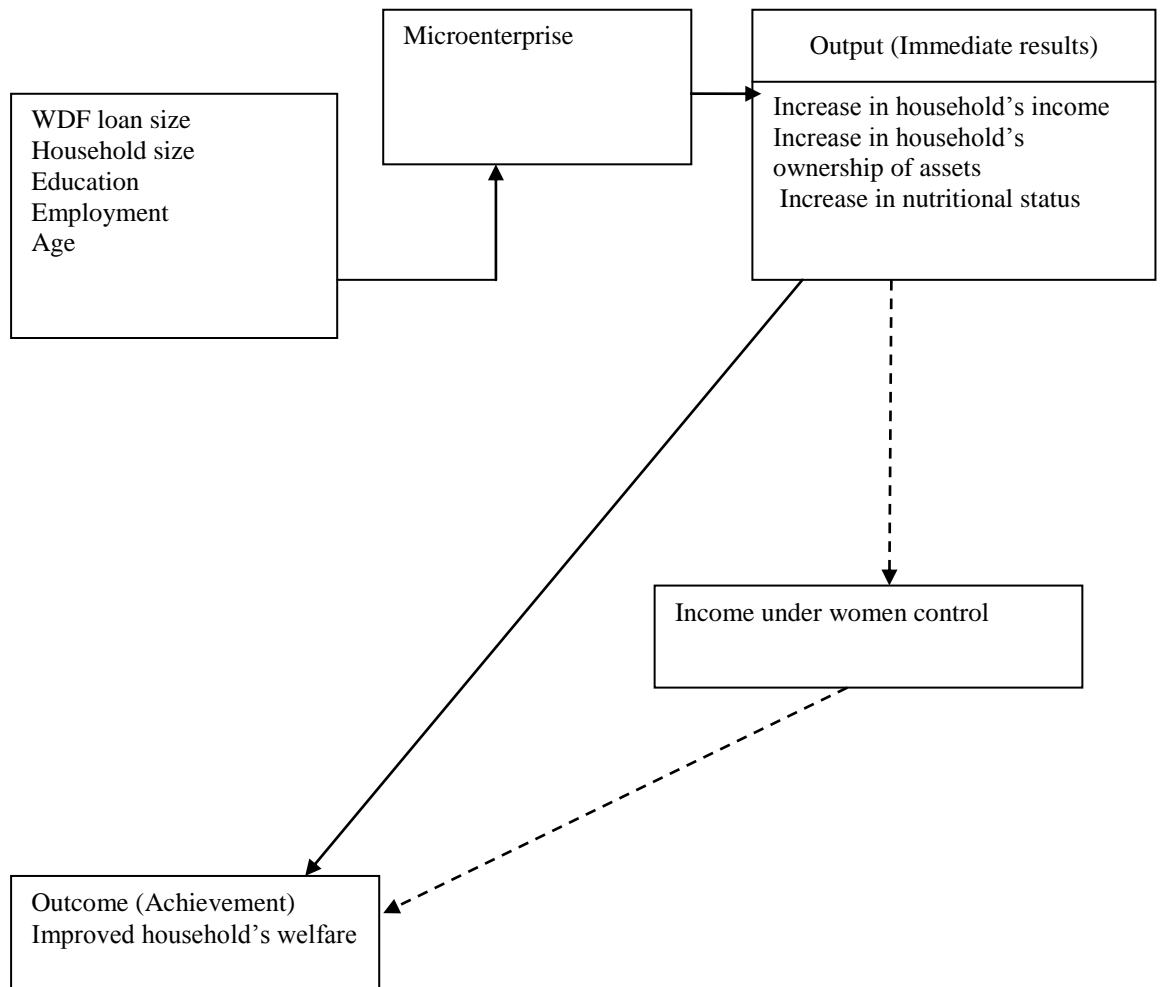 WDF loan size
Household size
Education
Employment
Age
Microenterprise
Output (Immediate results)
Increase in household’s income
Increase in household’s
ownership of assets
Increase in nutritional status
Income under women control
Outcome (Achievement)
Improved household’s welfare